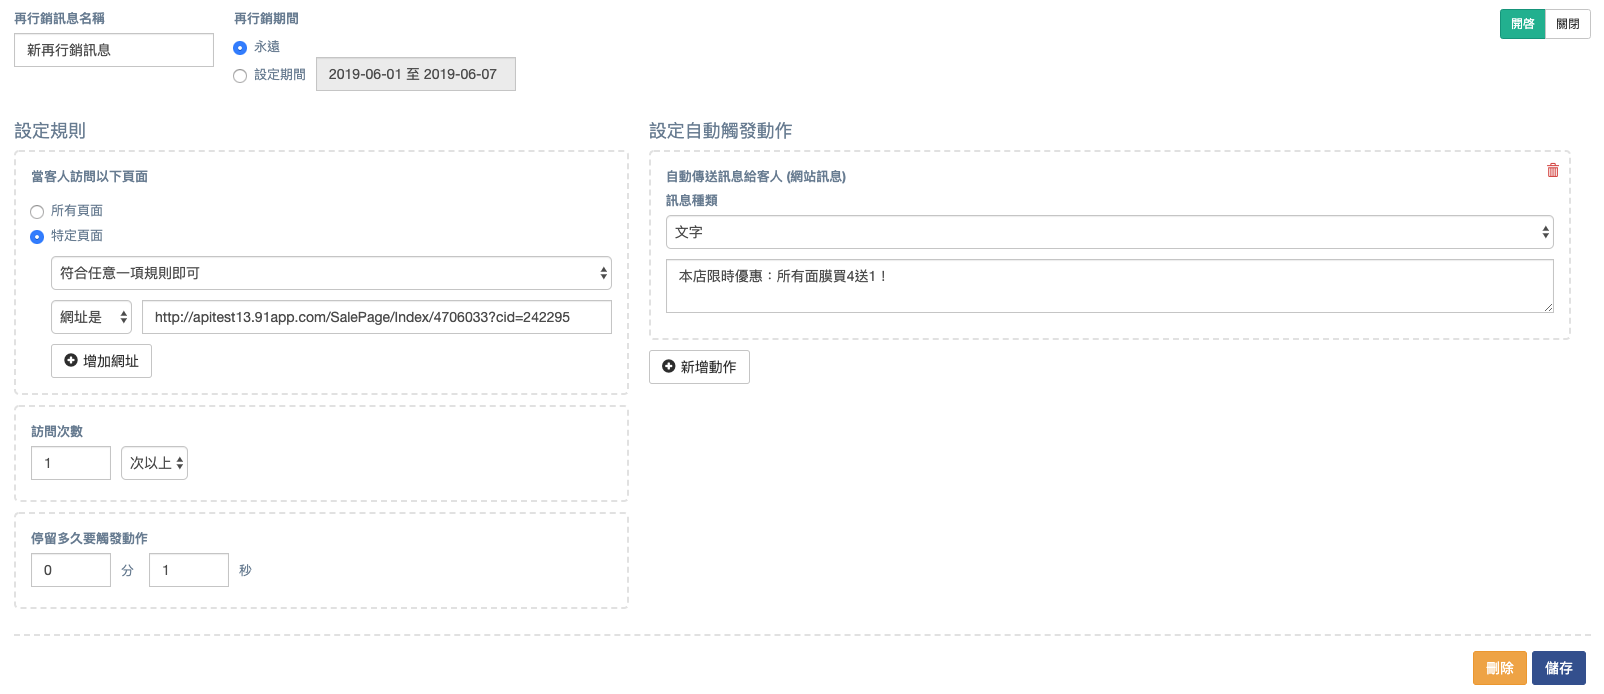 再行銷訊息名稱
新再行銷訊息
再行銷期間
永遠
設定期間 2019-06-01 至 2019-06-07
開啓 關閉
設定規則
當客人訪問以下頁面
所有頁面
特定頁面
符合任意一項規則即可
網址是 http://apitest13.91app.com/SalePage/Index/4706033?cid=242295
增加網址
訪問次數
1 次以上
停留多久要觸發動作
0 分 1 秒
設定自動觸發動作
自動傳送訊息給客人 (網站訊息)
訊息種類
文字
本店限時優惠：所有面膜買4送1！
新增動作
刪除 儲存